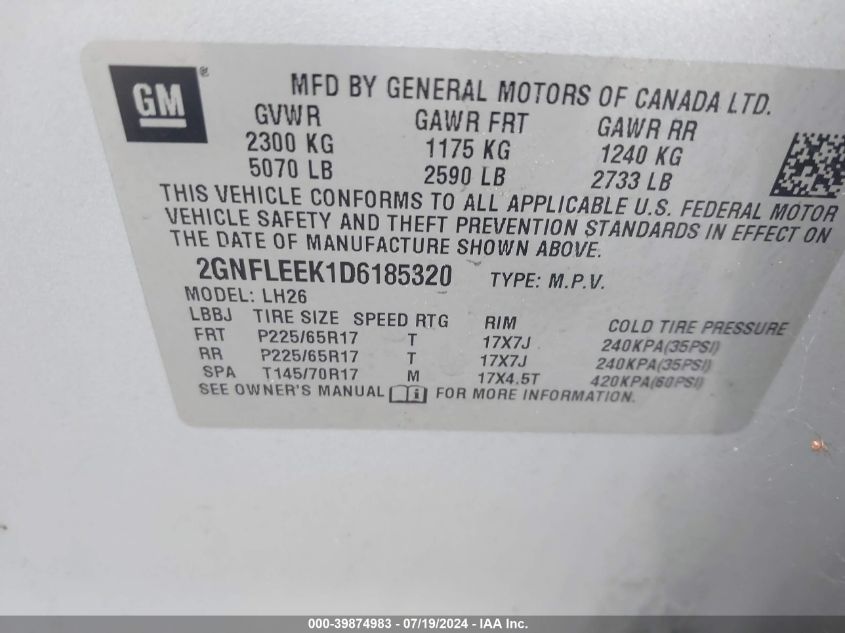 GM ®
MFD BY GENERAL MOTORS OF CANADA LTD.
GVWR GAWR FRT GAWR RR
2300 KG 1175 KG 1240 KG
5070 LB 2590 LB 2733 LB
THIS VEHICLE CONFORMS TO ALL APPLICABLE U.S. FEDERAL MOTOR
VEHICLE SAFETY AND THEFT PREVENTION STANDARDS IN EFFECT ON
THE DATE OF MANUFACTURE SHOWN ABOVE.
2GNFLEEK1D6185320 TYPE: M.P.V.
MODEL: LH26
LBBJ TIRE SIZE SPEED RTG RIM COLD TIRE PRESSURE
FRT P225/65R17 T 17X7J 240KPA(35PSI)
RR P225/65R17 T 17X7J 240KPA(35PSI)
SPA T145/70R17 M 17X4.5T 420KPA(60PSI)
SEE OWNER'S MANUAL i FOR MORE INFORMATION.
000-39874983 - 07/19/2024 - IAA Inc.